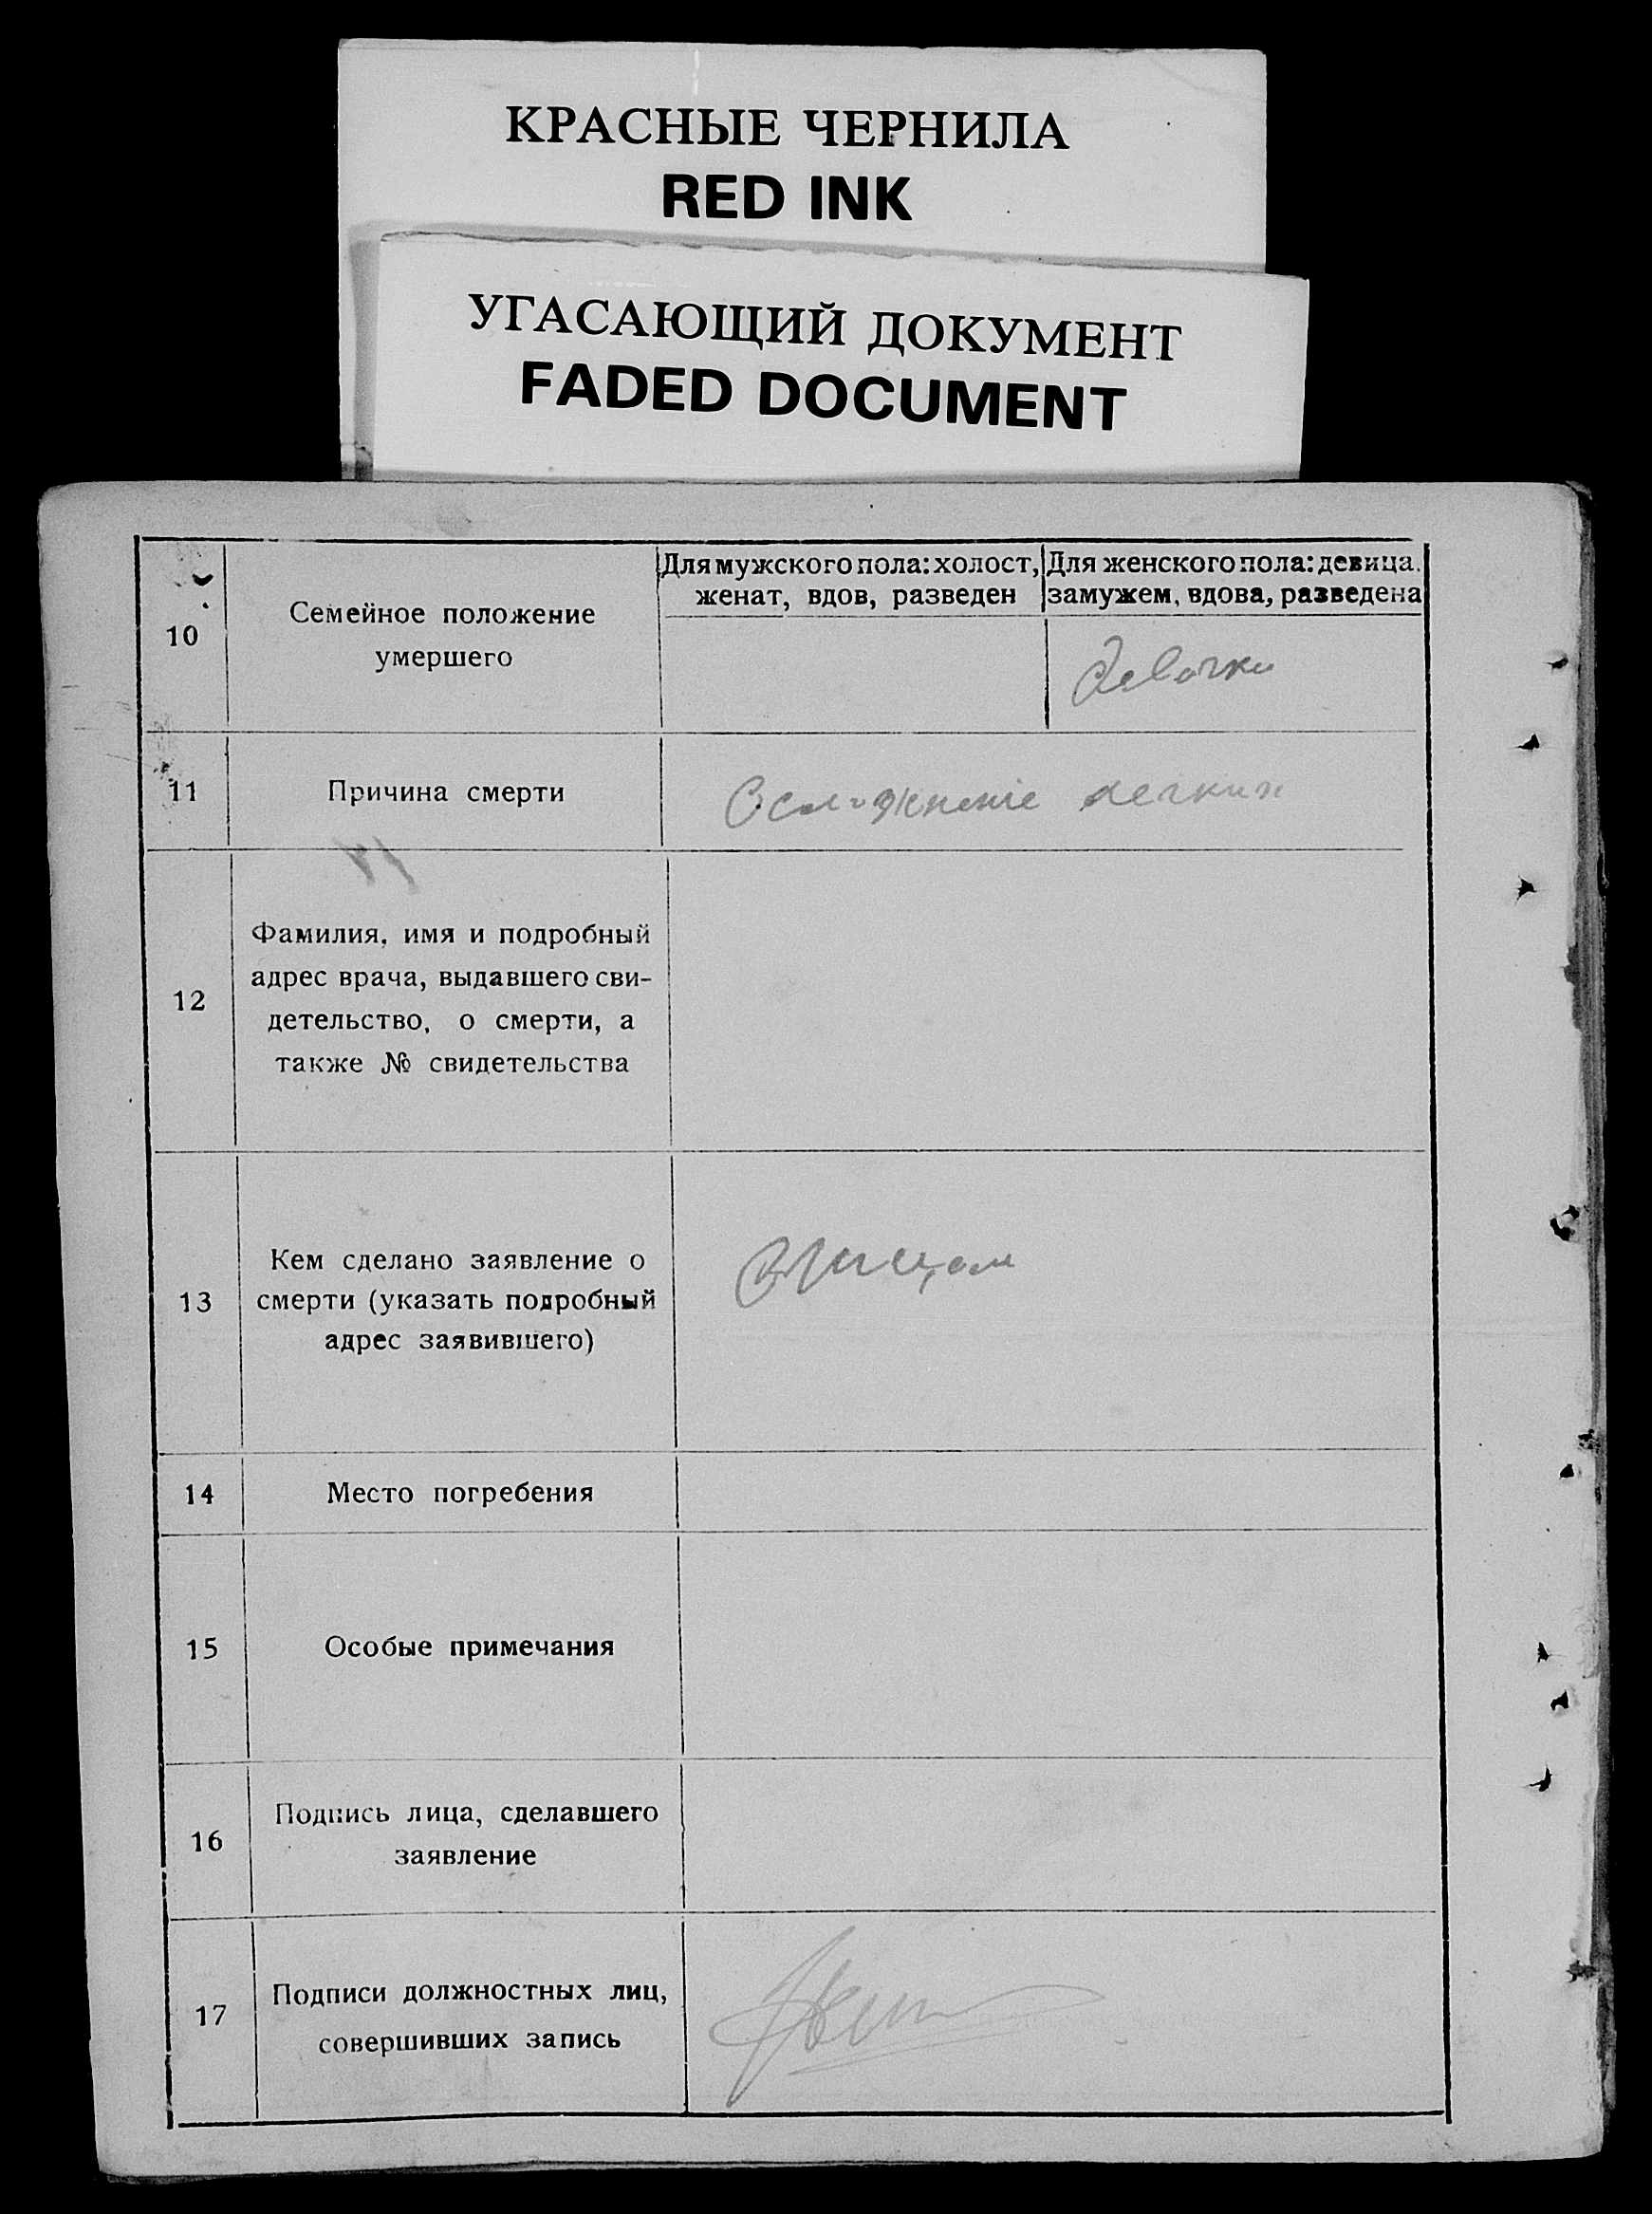 КРАСНЫЕ ЧЕРНИЛА
RED INK
УГАСАЮЩИЙ ДОКУМЕНТ
FADED DOCUMENT
10
Семейное положение
умершего
Для мужского пола: холост,
женат, вдов, разведен
Для женского пола: девица.
замужем, вдова, разведена
Девочка
11
Причина смерти
Осложненіе легких
12
Фамилия, имя и подробный
адрес врача, выдавшего сви-
детельство, о смерти, а
также № свидетельства
13
Кем сделано заявление о
смерти (указать подробный
адрес заявившего)
14
Место погребения
15
Особые примечания
16
Подпись лица, сделавшего
заявление
17
Подписи должностных лиц,
совершивших запись